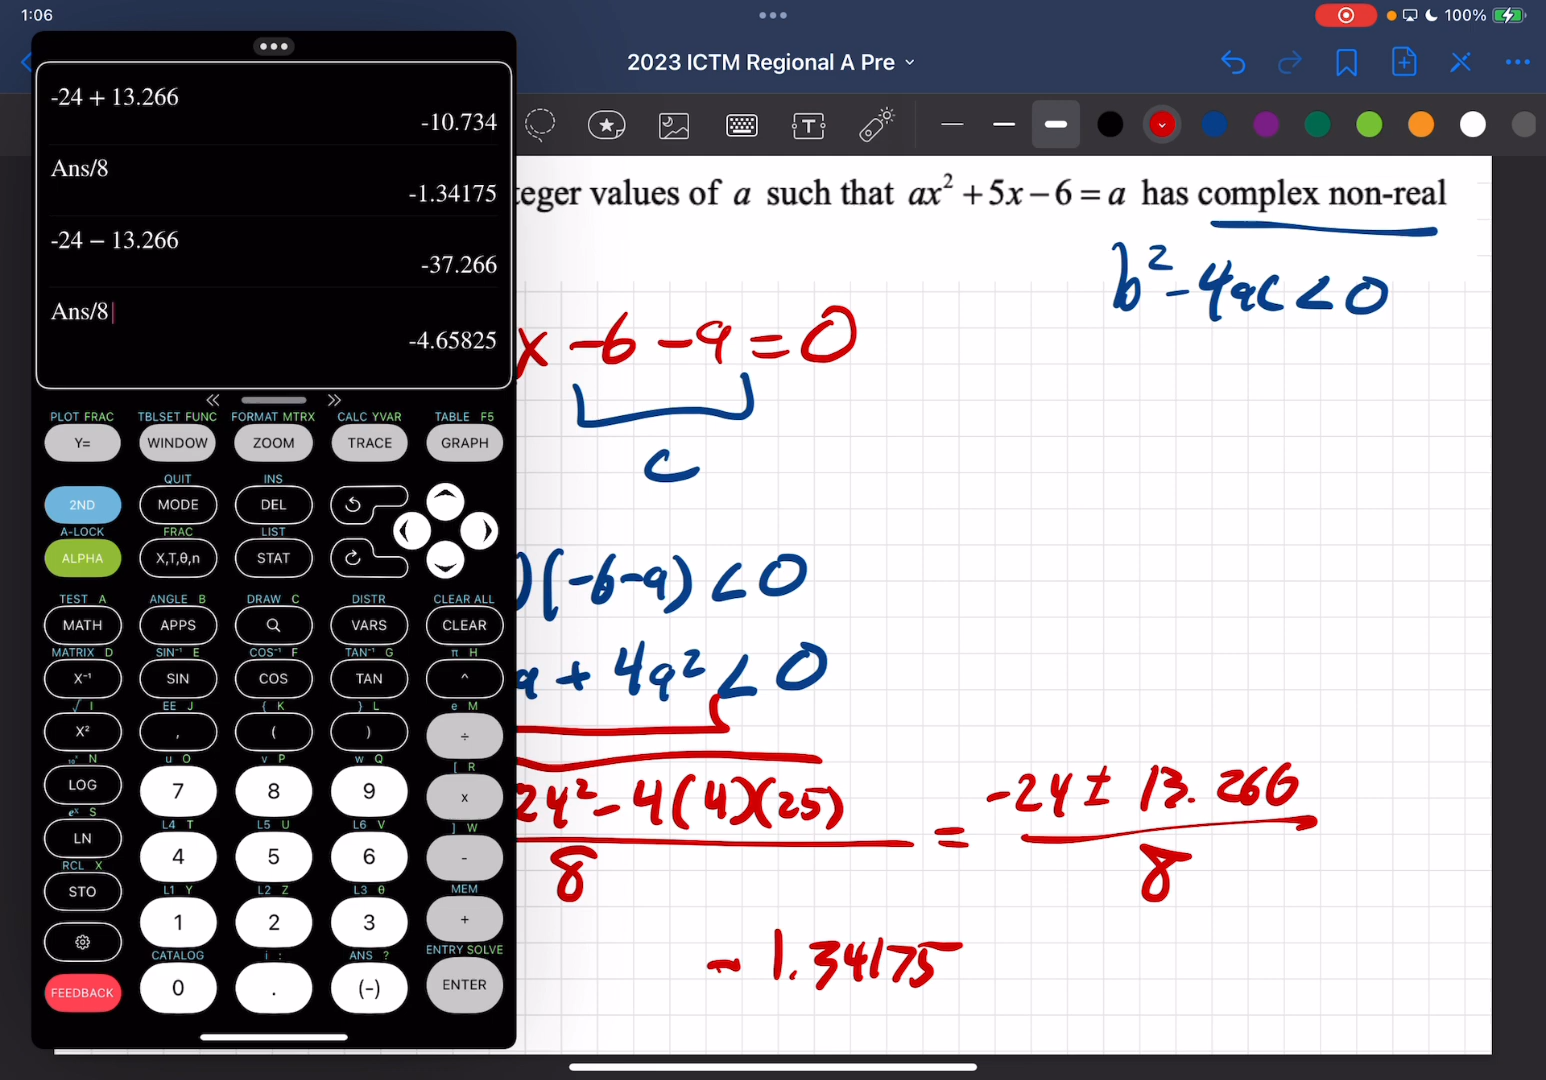 1:06
100%
2023 ICTM Regional A Pre
-24 + 13.266
-10.734
Ans/8
-1.34175
-24 – 13.266
-37.266
Ans/8
-4.65825
teger values of a such that ax² + 5x – 6 = a has complex non-real
b² - 4ac < 0
x - 6 - a = 0
c
)(-6-a) < 0
a + 4a² < 0
24² - 4(4)(25)
8
=
-24 ± 13.266
8
- 1.34175
PLOT FRAC TBLSET FUNC FORMAT MTRX CALC YVAR TABLE F5
Y= WINDOW ZOOM TRACE GRAPH
QUIT INS
2ND MODE DEL
A-LOCK FRAC LIST
ALPHA X,T,θ,n STAT
TEST A ANGLE B DRAW C DISTR CLEAR ALL
MATH APPS VARS CLEAR
MATRIX D SIN⁻¹ E COS⁻¹ F TAN⁻¹ G π H
X⁻¹ SIN COS TAN ^
√ I EE J { K } L e M
X² , ( ) ÷
10ˣ N u O v P w Q [ R
LOG 7 8 9 x
eˣ S L4 T L5 U L6 V ] W
LN 4 5 6 -
RCL X L1 Y L2 Z L3 θ MEM
STO 1 2 3 +
CATALOG i : ANS ? ENTRY SOLVE
FEEDBACK 0 . (-) ENTER
T